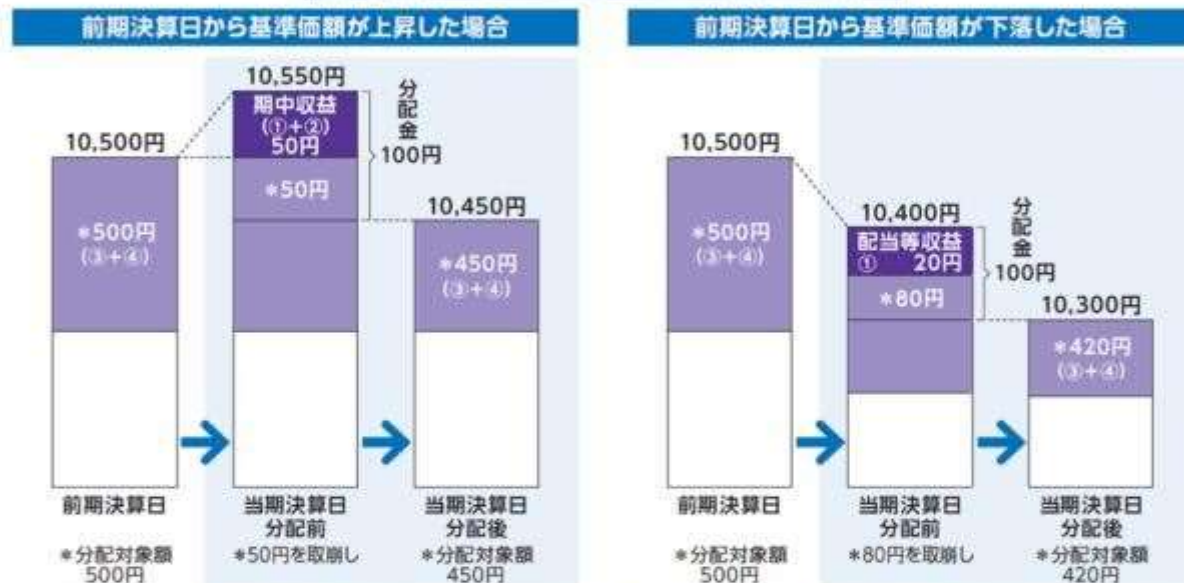 前期決算日から基準価額が上昇した場合
10,550円
期中収益
(①+②)
50円
分配金
100円
10,500円
*50円
10,450円
*500円
(③+④)
*450円
(③+④)
前期決算日
当期決算日
分配前
当期決算日
分配後
*分配対象額
500円
*50円を取崩し
*分配対象額
450円
前期決算日から基準価額が下落した場合
10,500円
10,400円
配当等収益
① 20円
分配金
100円
*500円
(③+④)
*80円
10,300円
*420円
(③+④)
前期決算日
当期決算日
分配前
当期決算日
分配後
*分配対象額
500円
*80円を取崩し
*分配対象額
420円